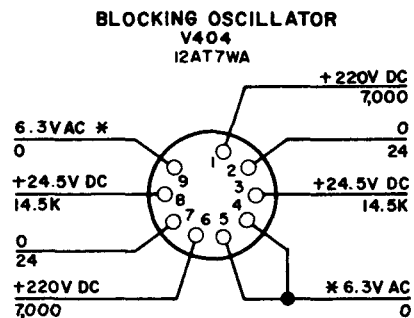 BLOCKING OSCILLATOR
V404
12AT7WA
+220V DC
7,000
6.3V AC *
0
0
24
1
2
9
+24.5V DC
14.5K
8
3
+24.5V DC
14.5K
7
6
5
4
0
24
+220V DC
7,000
* 6.3V AC
0